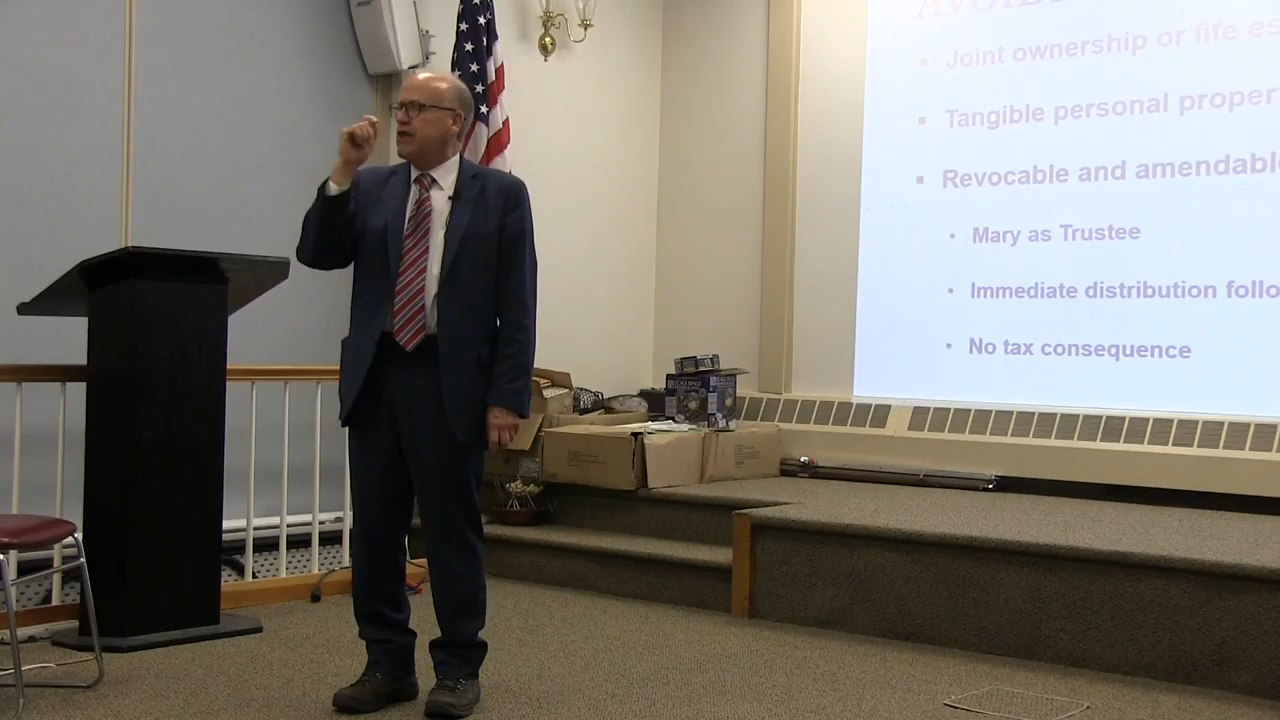 Joint ownership or life es
Tangible personal proper
Revocable and amendable
Mary as Trustee
Immediate distribution follo
No tax consequence